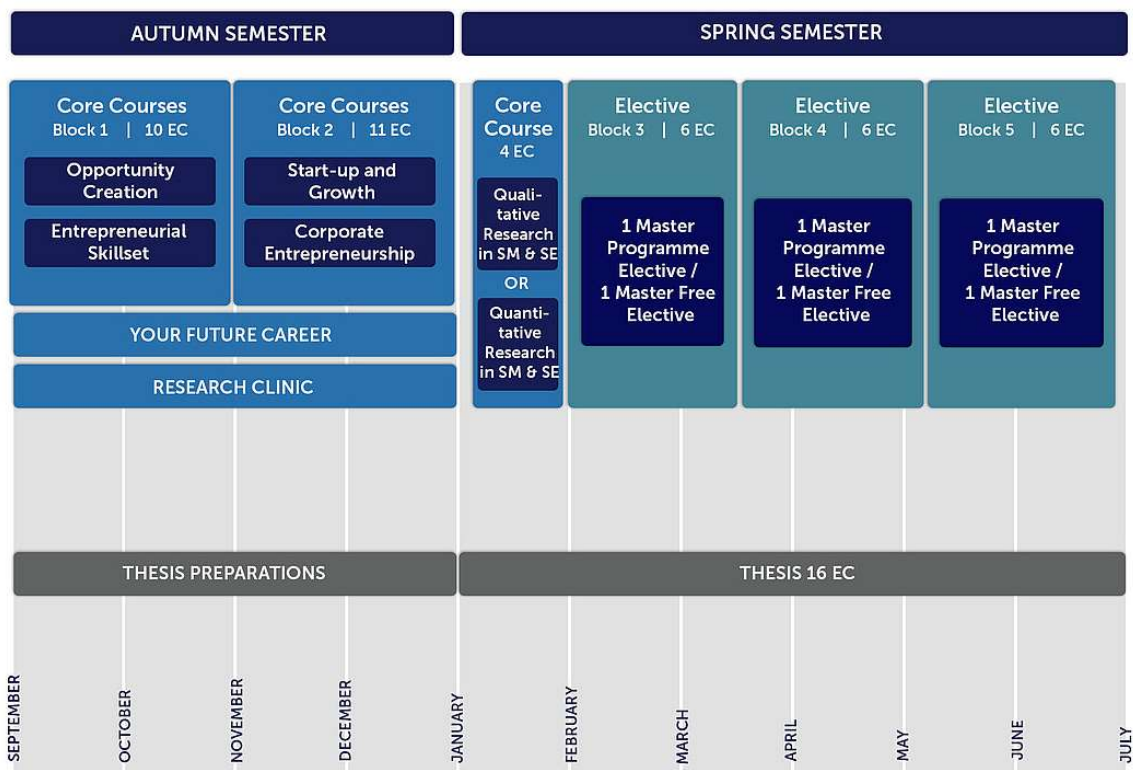 AUTUMN SEMESTER
SPRING SEMESTER
Core Courses
Block 1 | 10 EC
Opportunity
Creation
Entrepreneurial
Skillset
Core Courses
Block 2 | 11 EC
Start-up and
Growth
Corporate
Entrepreneurship
YOUR FUTURE CAREER
RESEARCH CLINIC
Core
Course
4 EC
Quali-
tative
Research
in SM & SE
OR
Quanti-
tative
Research
in SM & SE
Elective
Block 3 | 6 EC
1 Master
Programme
Elective /
1 Master Free
Elective
Elective
Block 4 | 6 EC
1 Master
Programme
Elective /
1 Master Free
Elective
Elective
Block 5 | 6 EC
1 Master
Programme
Elective /
1 Master Free
Elective
THESIS PREPARATIONS
THESIS 16 EC
SEPTEMBER
OCTOBER
NOVEMBER
DECEMBER
JANUARY
FEBRUARY
MARCH
APRIL
MAY
JUNE
JULY